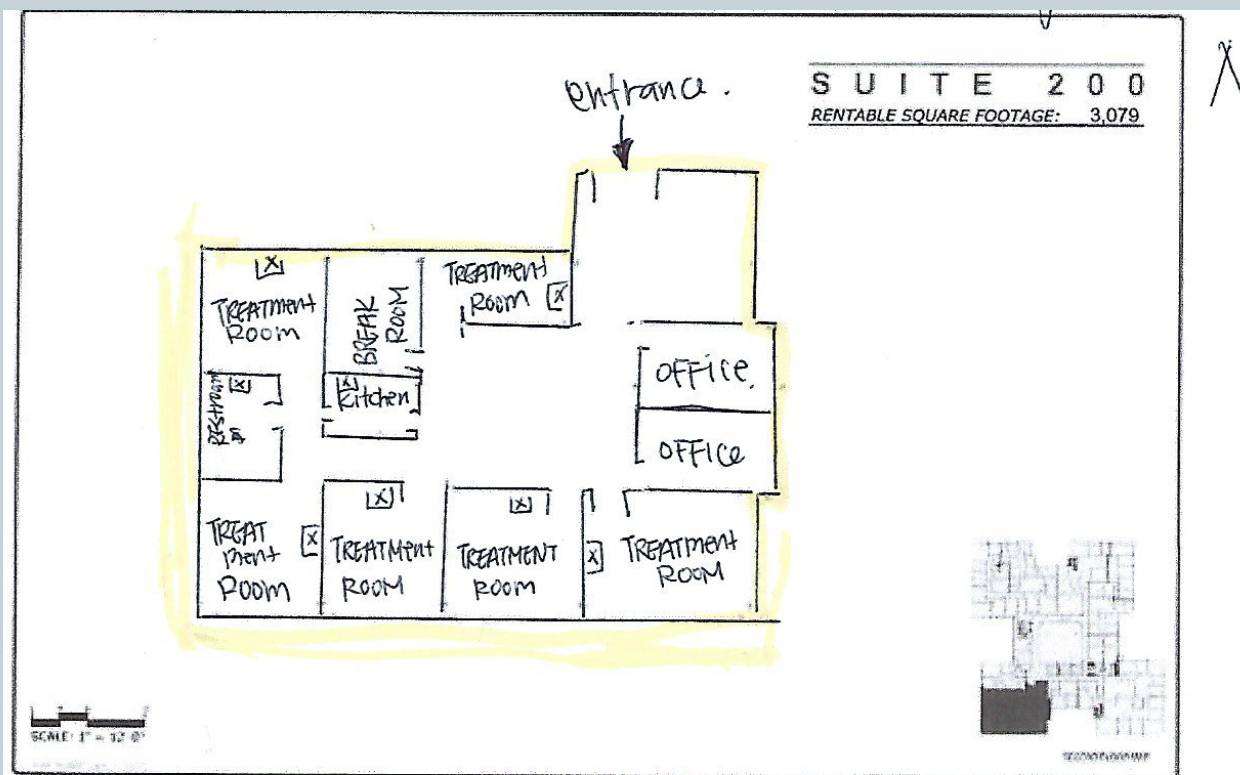 SUITE 200
RENTABLE SQUARE FOOTAGE: 3,079
entrance.
TREATMENT
ROOM
BREAK
ROOM
TREATMENT
ROOM
X
X
OFFICE.
OFFICE
RESTROOM
X
X
Kitchen
TREAT
MENT
ROOM
X
X
TREATMENT
ROOM
X
TREATMENT
ROOM
X
TREATMENT
ROOM
SCALE: 1" = 12'-0"